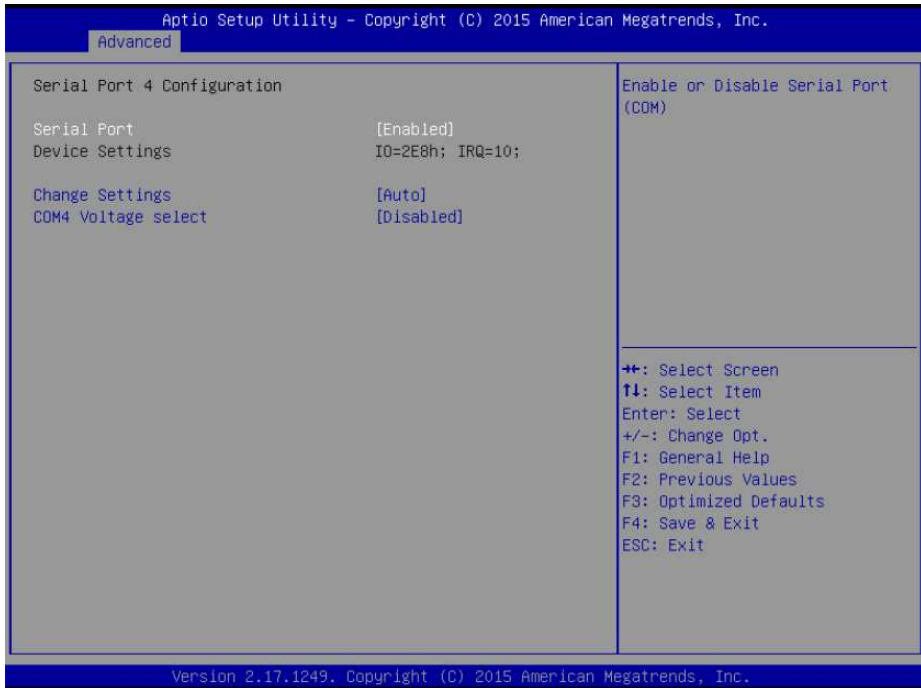 Aptio Setup Utility – Copyright (C) 2015 American Megatrends, Inc.
Advanced
Serial Port 4 Configuration
Serial Port [Enabled]
Device Settings IO=2E8h; IRQ=10;
Change Settings [Auto]
COM4 Voltage select [Disabled]
Enable or Disable Serial Port
(COM)
→←: Select Screen
↑↓: Select Item
Enter: Select
+/-: Change Opt.
F1: General Help
F2: Previous Values
F3: Optimized Defaults
F4: Save & Exit
ESC: Exit
Version 2.17.1249. Copyright (C) 2015 American Megatrends, Inc.